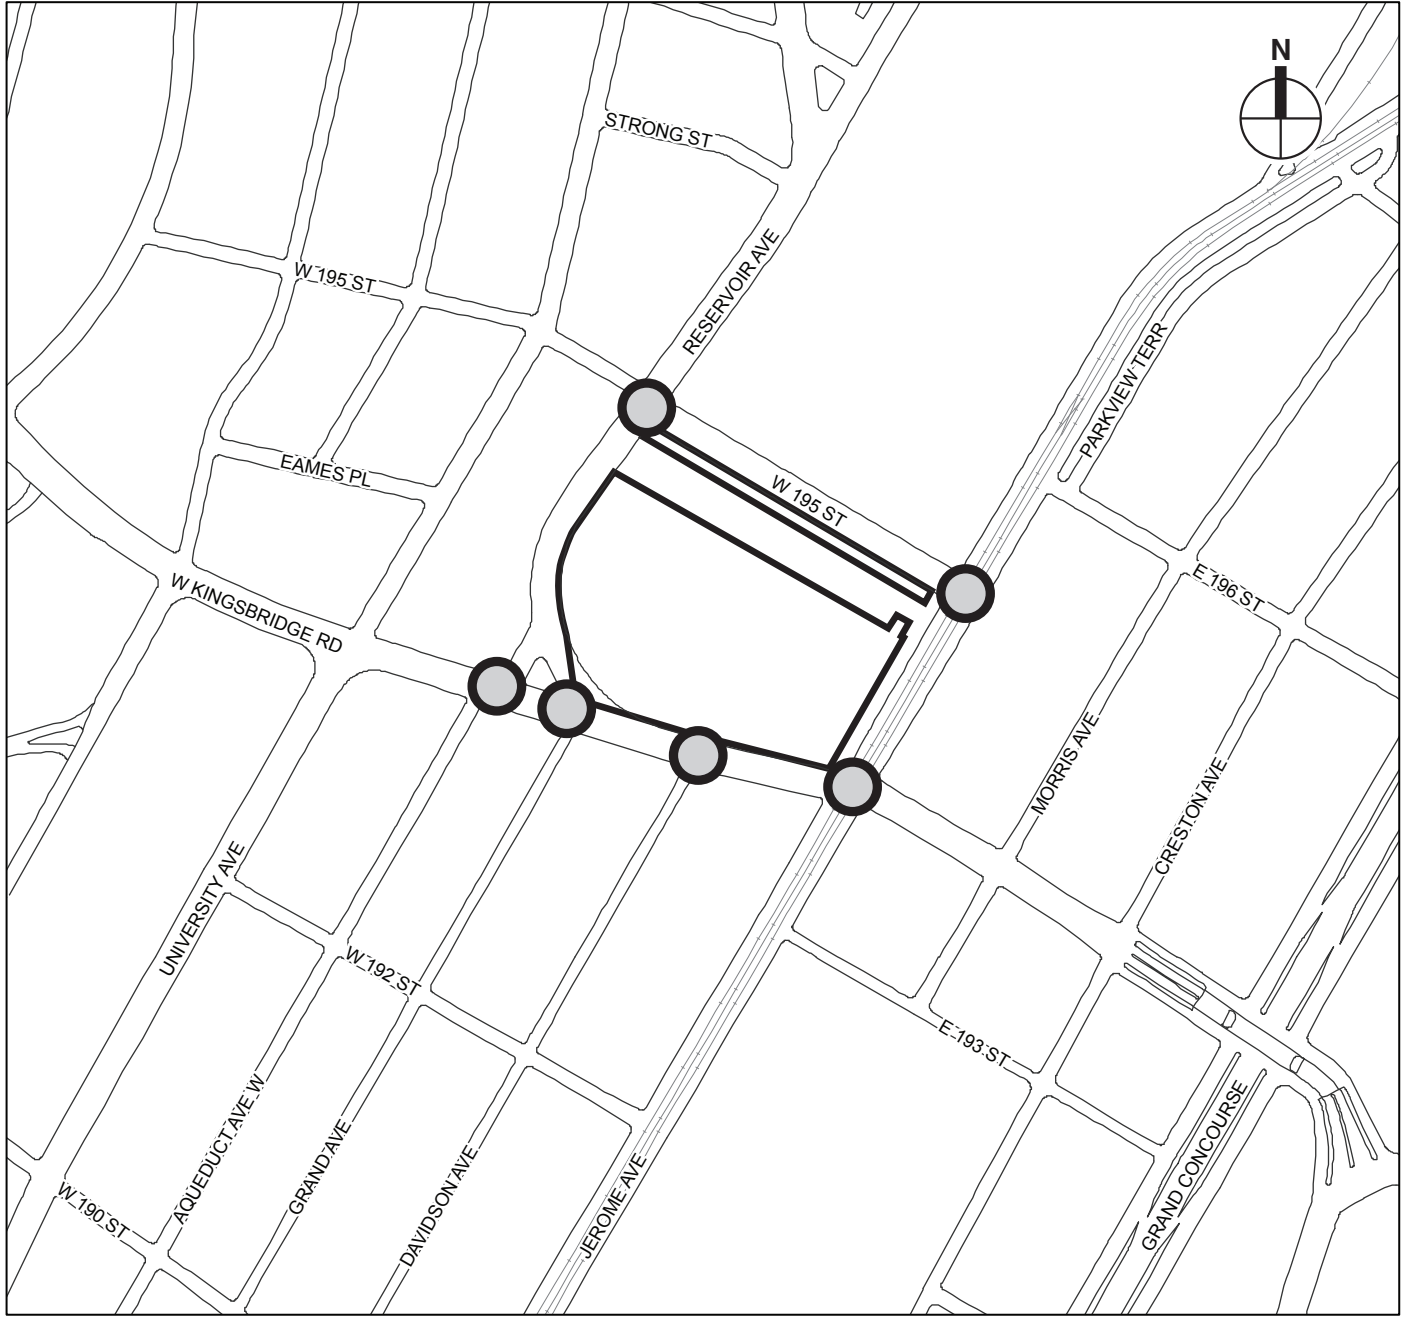 N
STRONG ST
RESERVOIR AVE
W 195 ST
PARKVIEW TERR
EAMES PL
W 195 ST
W KINGSBRIDGE RD
E 196 ST
MORRIS AVE
CRESTON AVE
UNIVERSITY AVE
W 192 ST
E 193 ST
AQUEDUCT AVE W
GRAND AVE
DAVIDSON AVE
JEROME AVE
GRAND CONCOURSE
W 190 ST